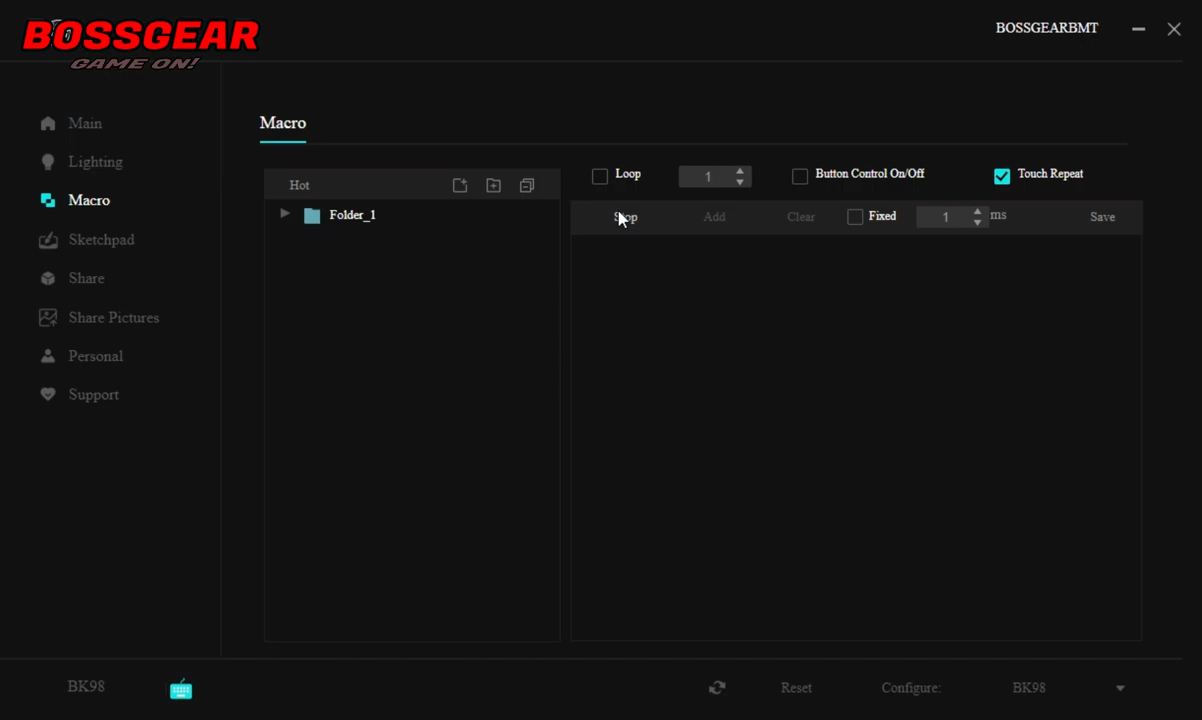 BOSSGEAR
GAME ON!
BOSSGEARBMT
Main
Lighting
Macro
Sketchpad
Share
Share Pictures
Personal
Support
Macro
Hot
Folder_1
Loop
1
Button Control On/Off
Touch Repeat
Stop
Add
Clear
Fixed
1
ms
Save
BK98
Reset
Configure:
BK98